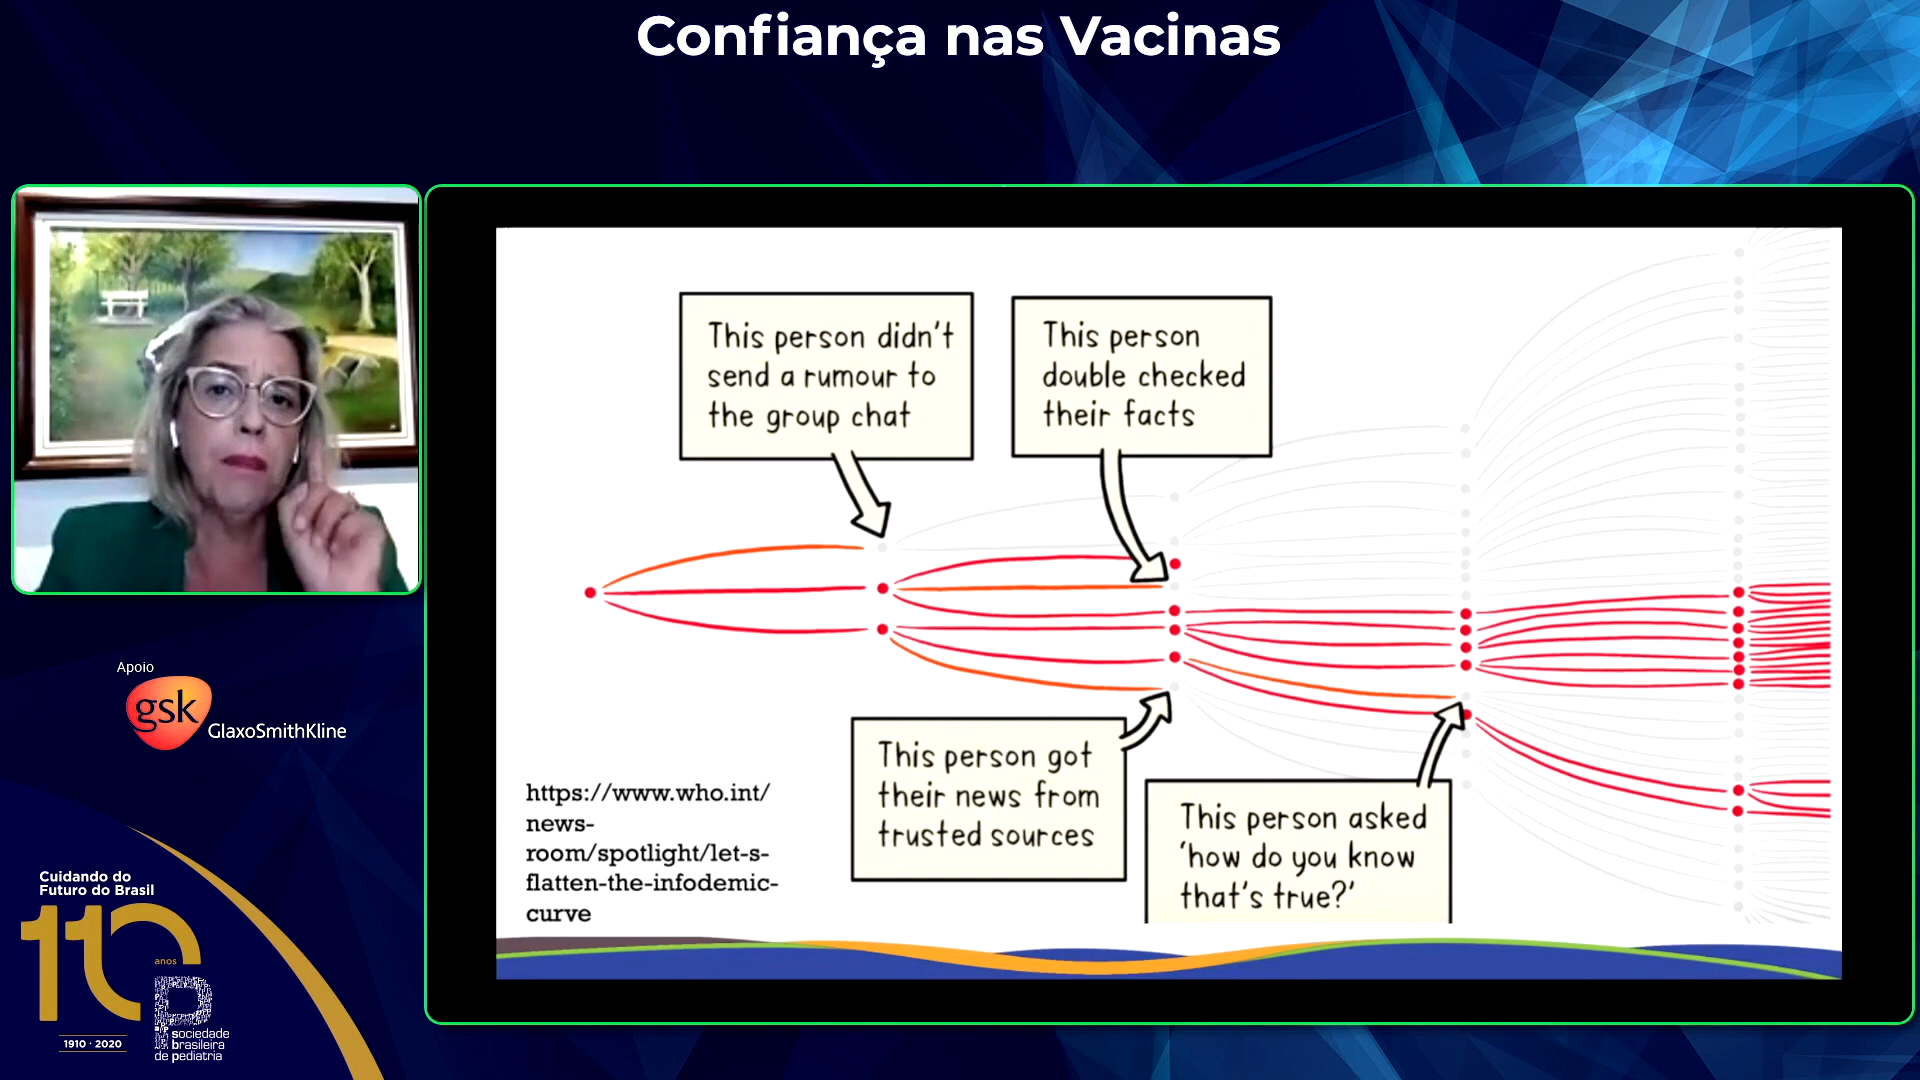 Confiança nas Vacinas
This person didn't
send a rumour to
the group chat
This person
double checked
their facts
This person got
their news from
trusted sources
This person asked
'how do you know
that's true?'
https://www.who.int/
news-
room/spotlight/let-s-
flatten-the-infodemic-
curve
Apoio
gsk
GlaxoSmithKline
Cuidando do
Futuro do Brasil
110
anos
1910 · 2020
sociedade
brasileira
de pediatria